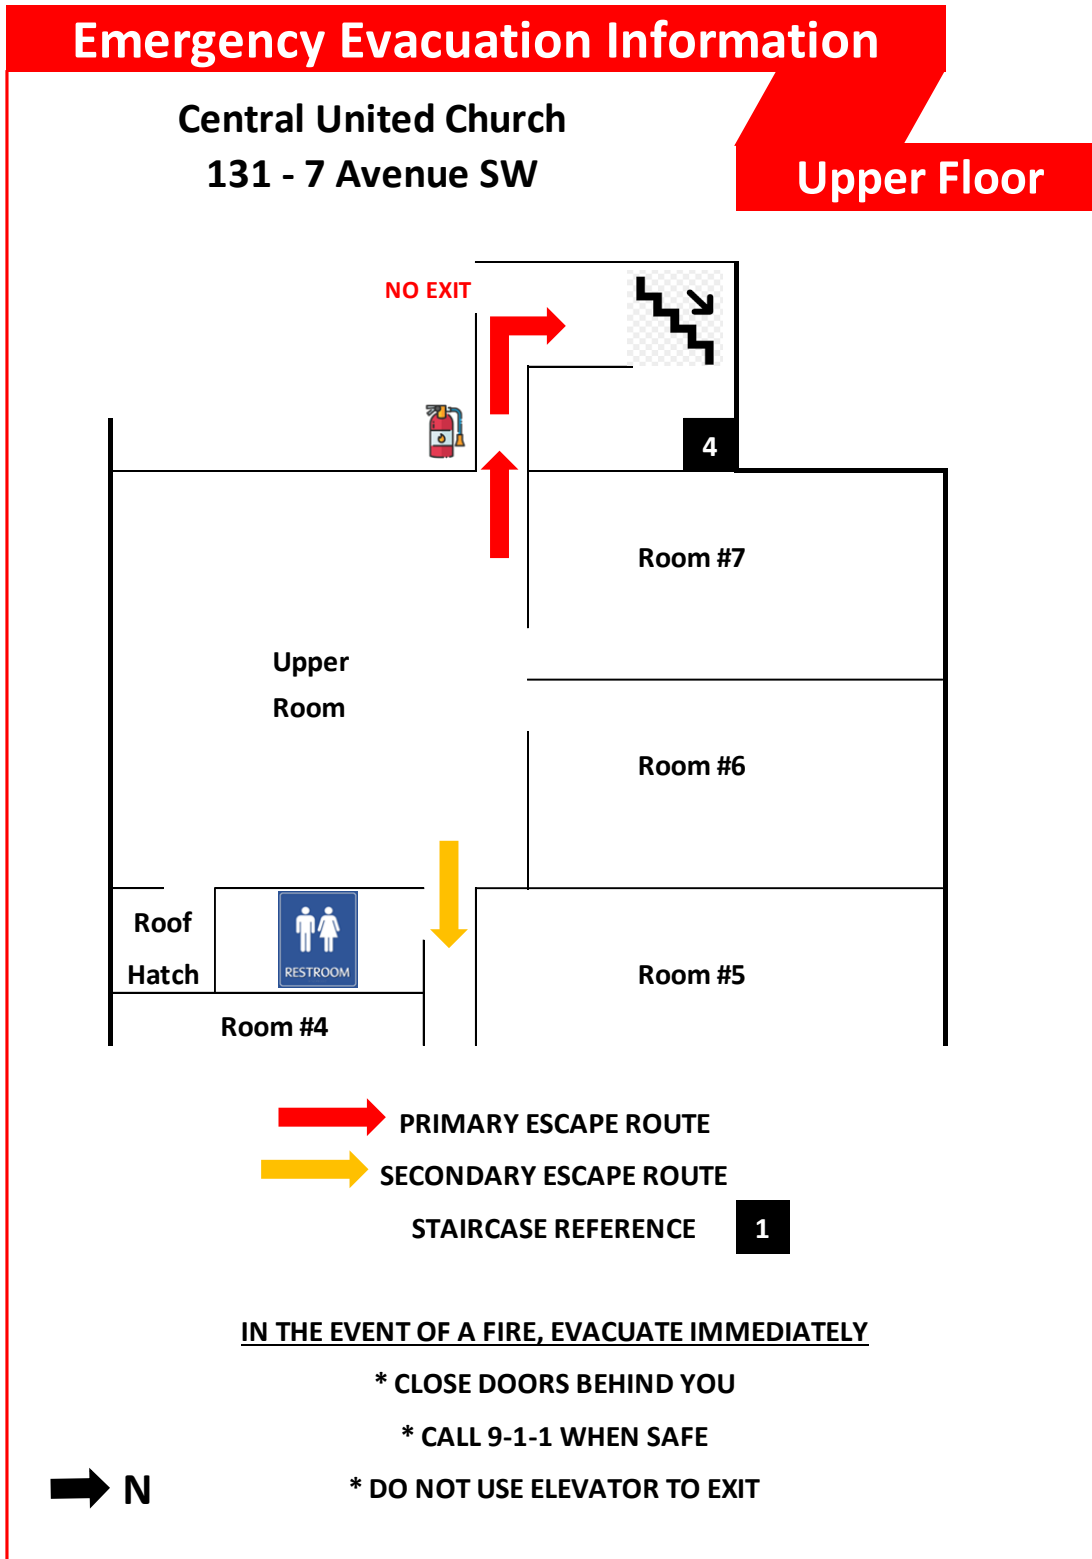 Emergency Evacuation Information
Central United Church
131 - 7 Avenue SW
Upper Floor
NO EXIT
4
Room #7
Upper
Room
Room #6
Roof
Hatch
RESTROOM
Room #5
Room #4
PRIMARY ESCAPE ROUTE
SECONDARY ESCAPE ROUTE
STAIRCASE REFERENCE 1
IN THE EVENT OF A FIRE, EVACUATE IMMEDIATELY
* CLOSE DOORS BEHIND YOU
* CALL 9-1-1 WHEN SAFE
* DO NOT USE ELEVATOR TO EXIT
N